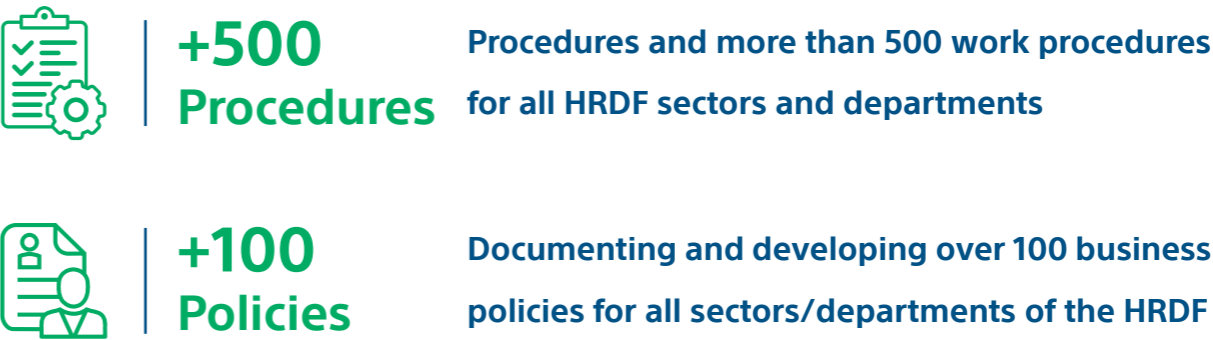 +500
Procedures
Procedures and more than 500 work procedures
for all HRDF sectors and departments
+100
Policies
Documenting and developing over 100 business
policies for all sectors/departments of the HRDF